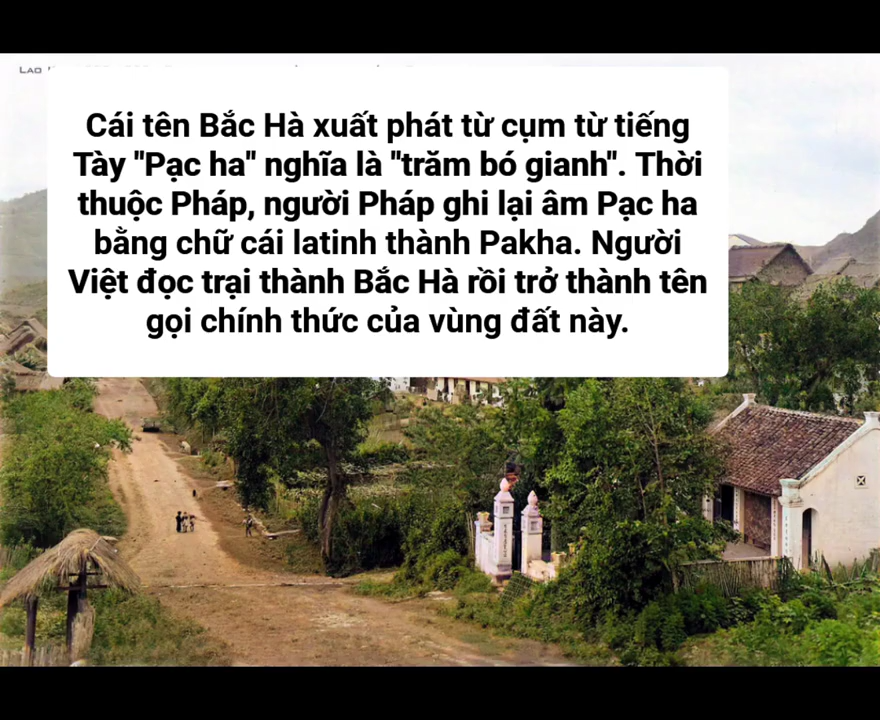 LAO
Cái tên Bắc Hà xuất phát từ cụm từ tiếng
Tày "Pạc ha" nghĩa là "trăm bó gianh". Thời
thuộc Pháp, người Pháp ghi lại âm Pạc ha
bằng chữ cái latinh thành Pakha. Người
Việt đọc trại thành Bắc Hà rồi trở thành tên
gọi chính thức của vùng đất này.